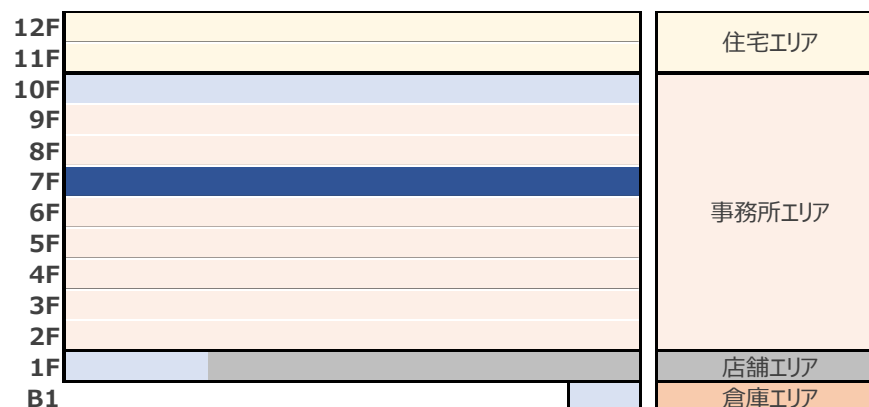 12F
住宅エリア
11F
10F
9F
8F
7F
6F
事務所エリア
5F
4F
3F
2F
1F
店舗エリア
B1
倉庫エリア